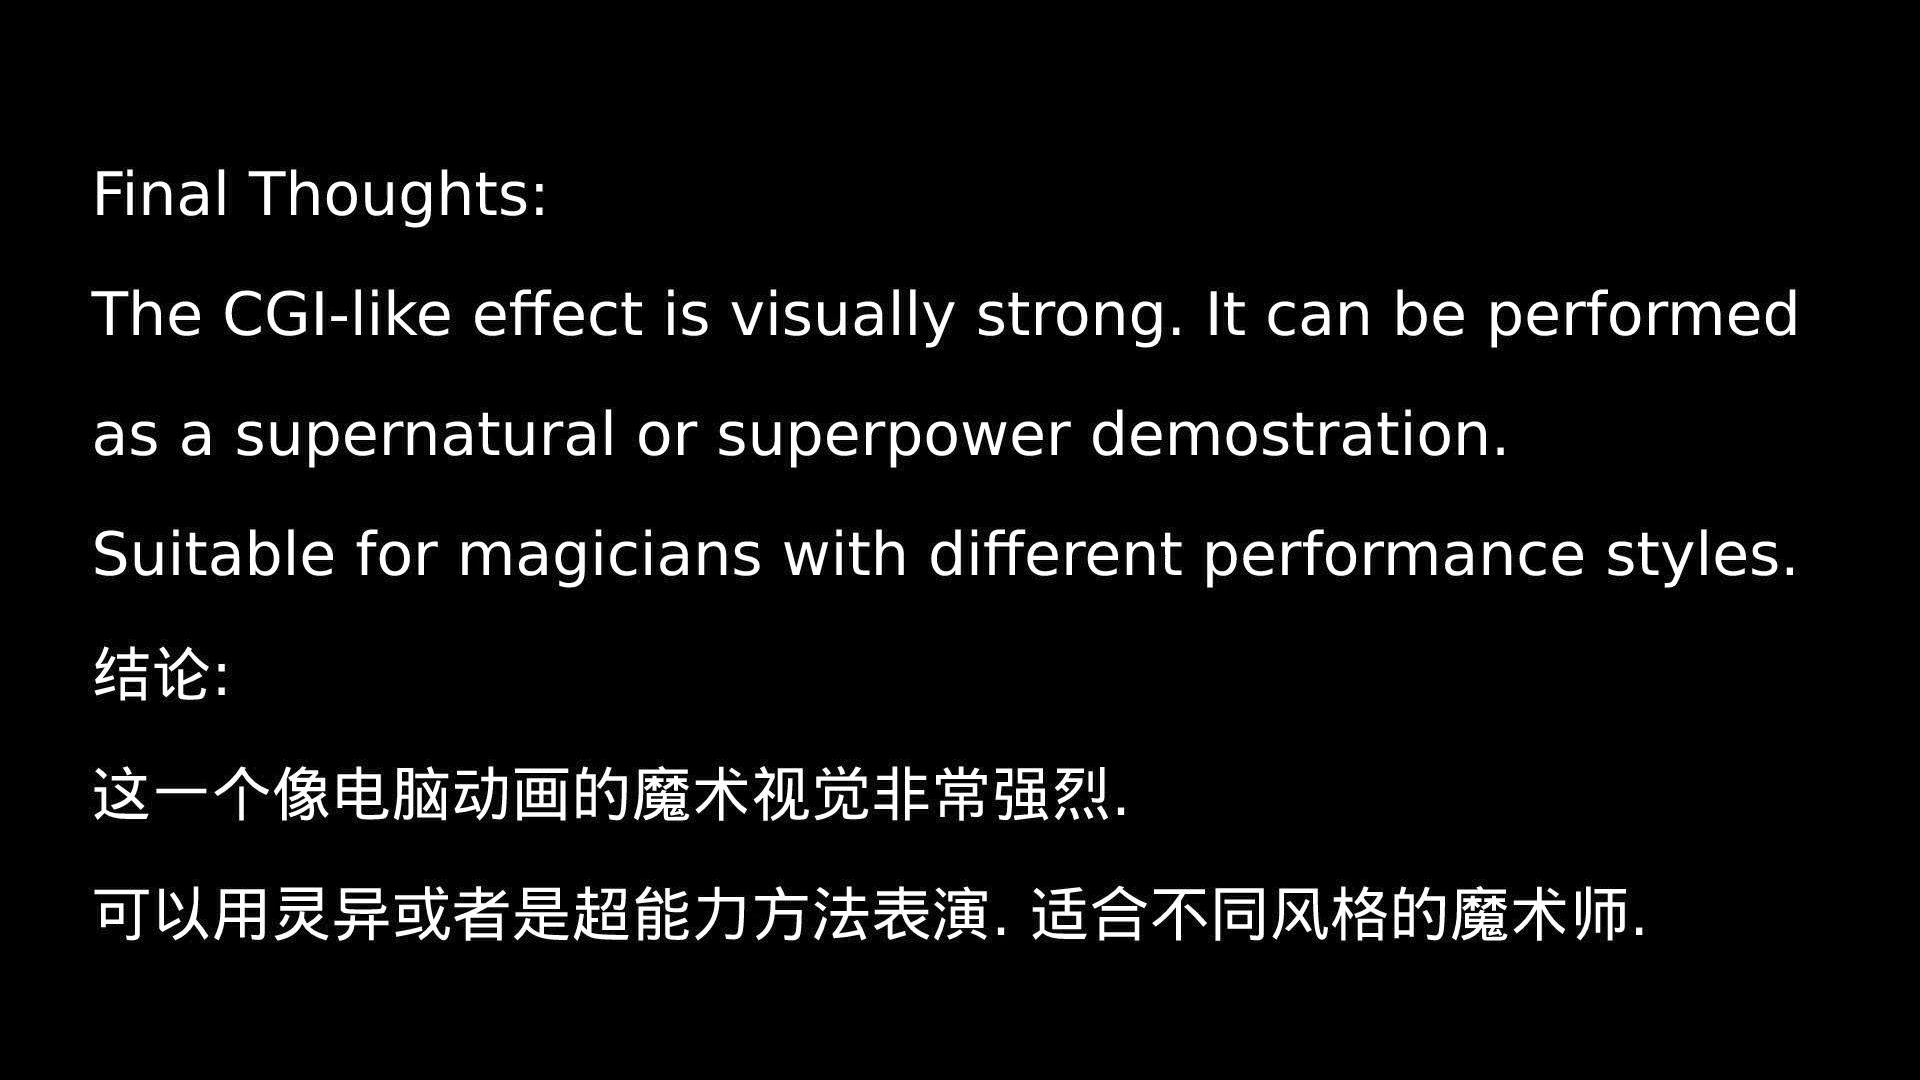 Final Thoughts:
The CGI-like effect is visually strong. It can be performed
as a supernatural or superpower demostration.
Suitable for magicians with different performance styles.
结论:
这一个像电脑动画的魔术视觉非常强烈.
可以用灵异或者是超能力方法表演. 适合不同风格的魔术师.